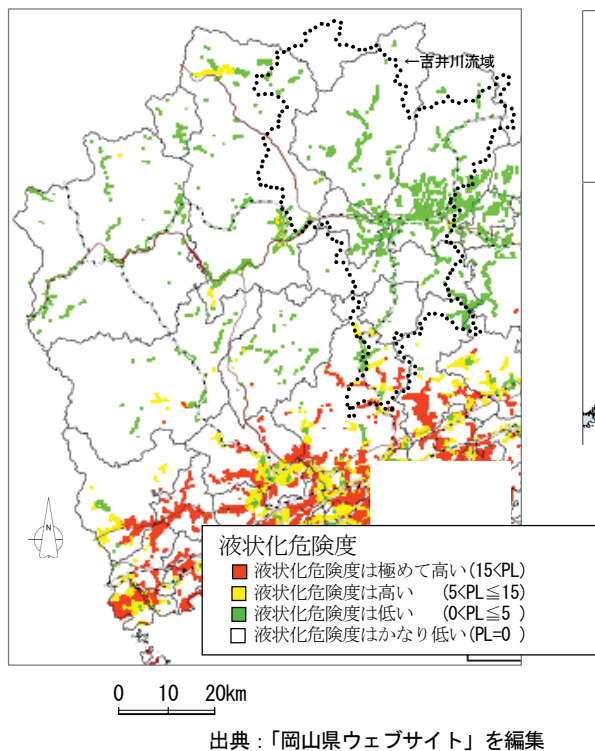 ←吉井川流域
N
液状化危険度
液状化危険度は極めて高い(15<PL)
液状化危険度は高い (5<PL≦15)
液状化危険度は低い (0<PL≦5 )
液状化危険度はかなり低い(PL=0 )
0 10 20km
出典：「岡山県ウェブサイト」を編集